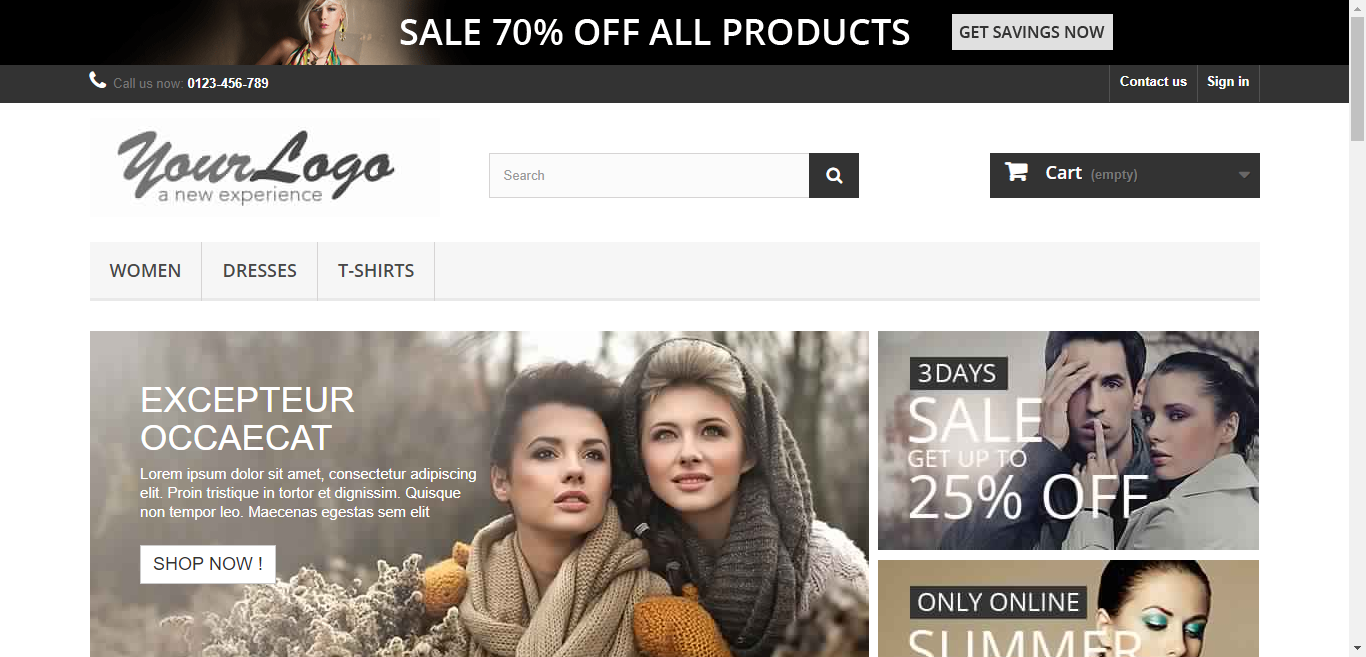 SALE 70% OFF ALL PRODUCTS
GET SAVINGS NOW
Call us now: 0123-456-789
Contact us
Sign in
YourLogo
a new experience
Search
Cart (empty)
WOMEN
DRESSES
T-SHIRTS
EXCEPTEUR
OCCAECAT
Lorem ipsum dolor sit amet, consectetur adipiscing
elit. Proin tristique in tortor et dignissim. Quisque
non tempor leo. Maecenas egestas sem elit
SHOP NOW !
3 DAYS
SALE
GET UP TO
25% OFF
ONLY ONLINE
SUMMER